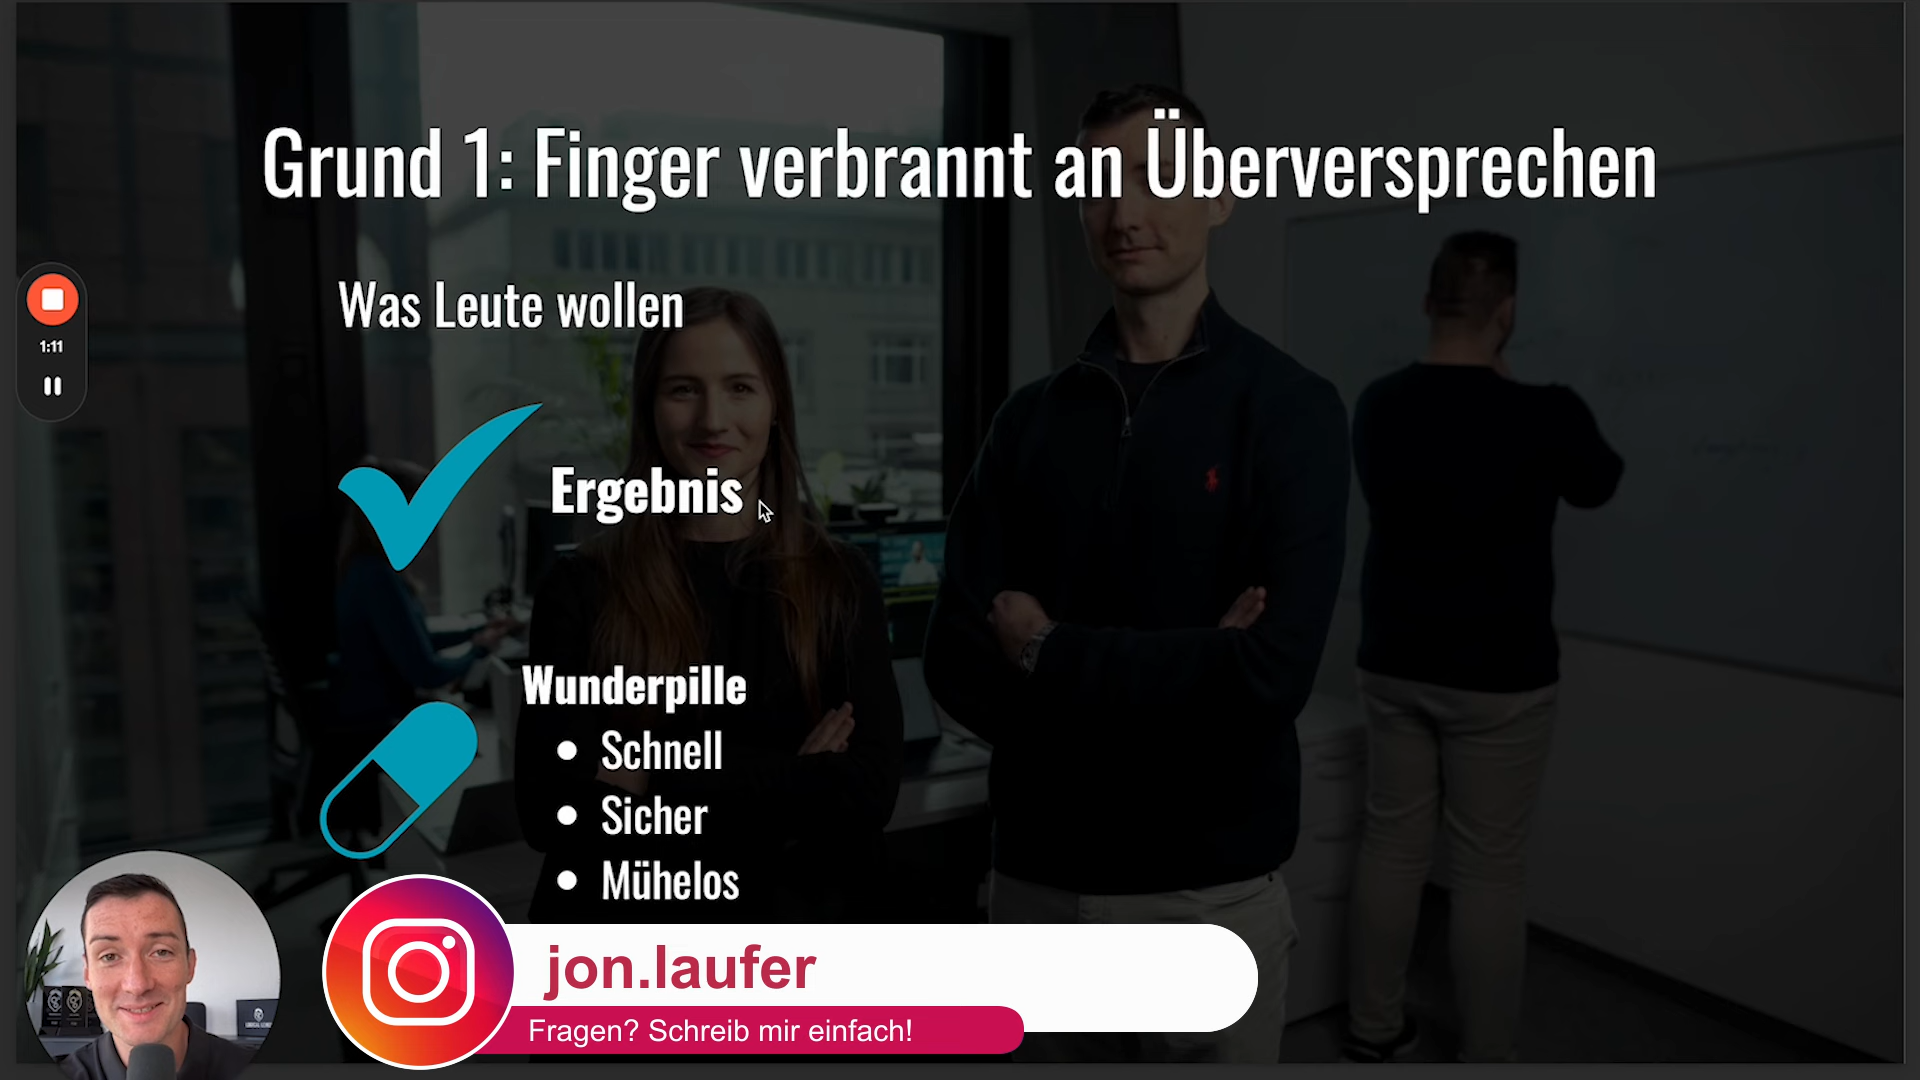 Grund 1: Finger verbrannt an Überversprechen
Was Leute wollen
1:11
Ergebnis
Wunderpille
• Schnell
• Sicher
• Mühelos
jon.laufer
Fragen? Schreib mir einfach!